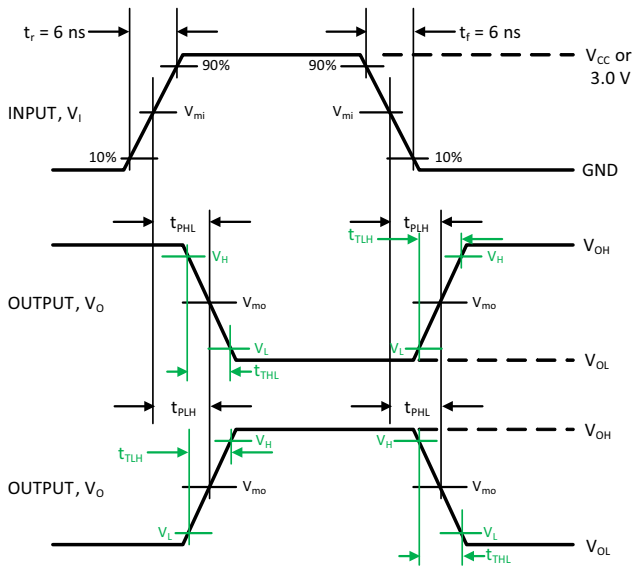 t_r = 6 ns
t_f = 6 ns
90%
90%
V_CC or
3.0 V
INPUT, V_I
V_mi
V_mi
10%
10%
GND
t_PHL
t_PLH
t_TLH
V_H
V_H
V_OH
OUTPUT, V_O
V_mo
V_mo
V_L
V_L
V_OL
t_THL
t_PLH
t_PHL
V_OH
V_H
V_H
t_TLH
OUTPUT, V_O
V_mo
V_mo
V_L
V_L
V_OL
t_THL